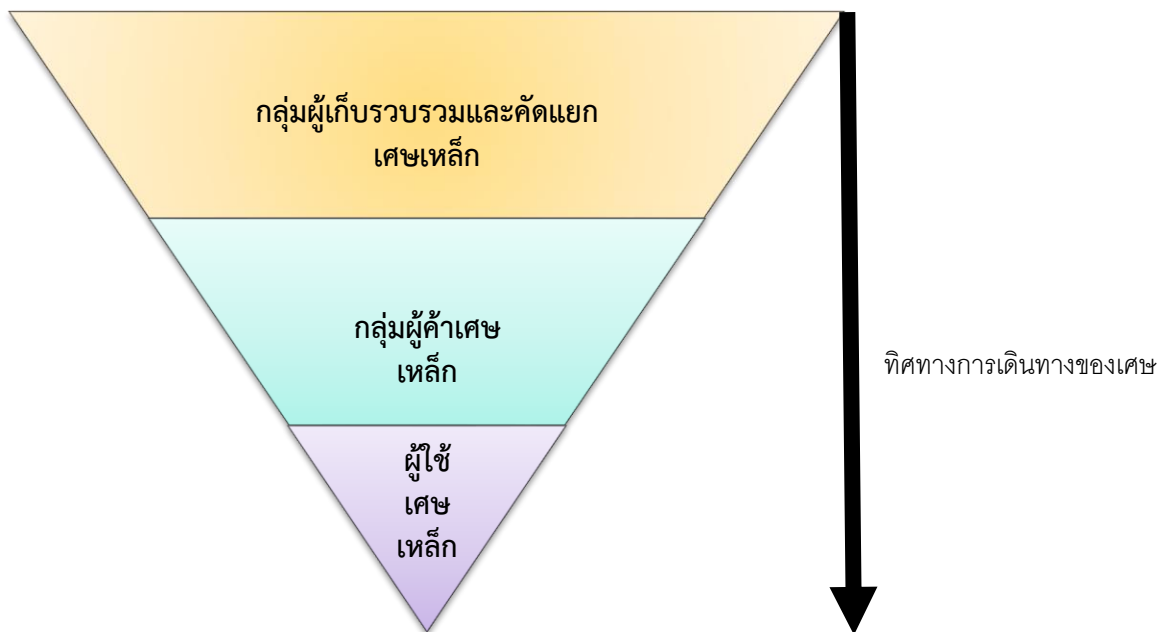 กลุ่มผู้เก็บรวบรวมและคัดแยก
เศษเหล็ก
กลุ่มผู้ค้าเศษ
เหล็ก
ทิศทางการเดินทางของเศษ
ผู้ใช้
เศษ
เหล็ก